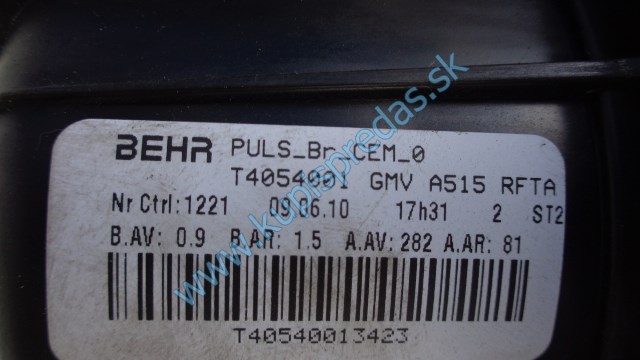 BEHR PULS_Br_CEM_0
T4054001 GMV A515 RFTA
Nr Ctrl:1221 09.06.10 17h31 2 ST2
B.AV: 0.9 B.AR: 1.5 A.AV: 282 A.AR: 81
T40540013423
www.kupispredas.sk